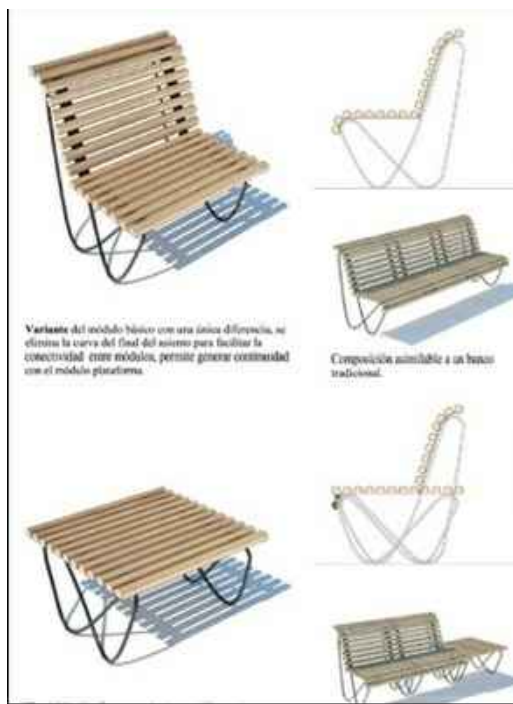 Variante del módulo básico con una única diferencia, se
elimina la curva del final del asiento para facilitar la
conectividad entre módulos, permite generar continuidad
con el módulo plataforma.
Composición asimilable a un banco
tradicional.